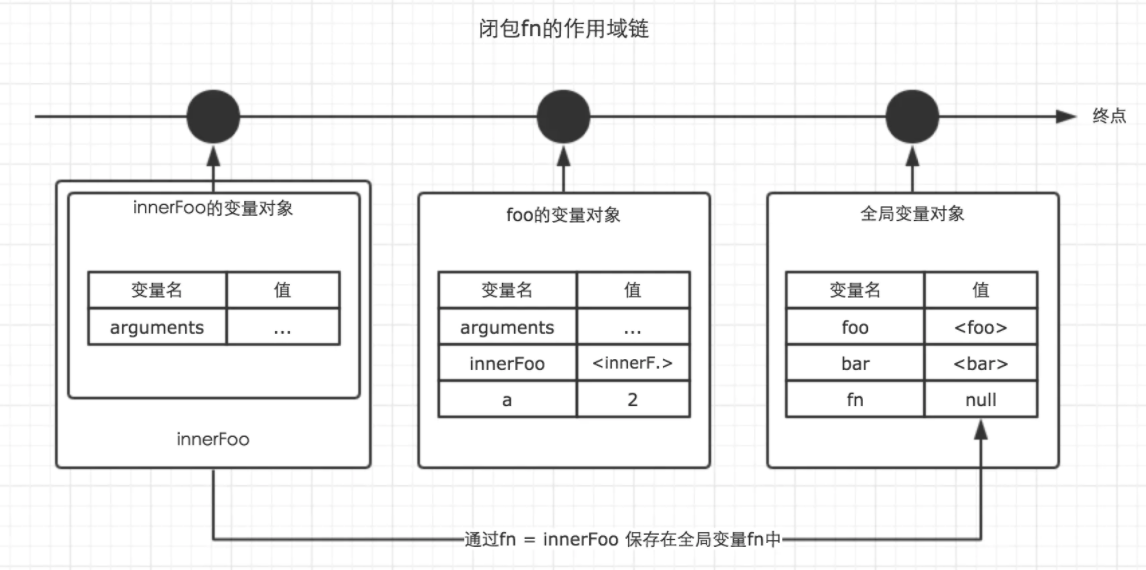 闭包fn的作用域链
终点
innerFoo的变量对象
变量名 值
arguments ...
innerFoo
foo的变量对象
变量名 值
arguments ...
innerFoo <innerF.>
a 2
全局变量对象
变量名 值
foo <foo>
bar <bar>
fn null
通过fn = innerFoo 保存在全局变量fn中